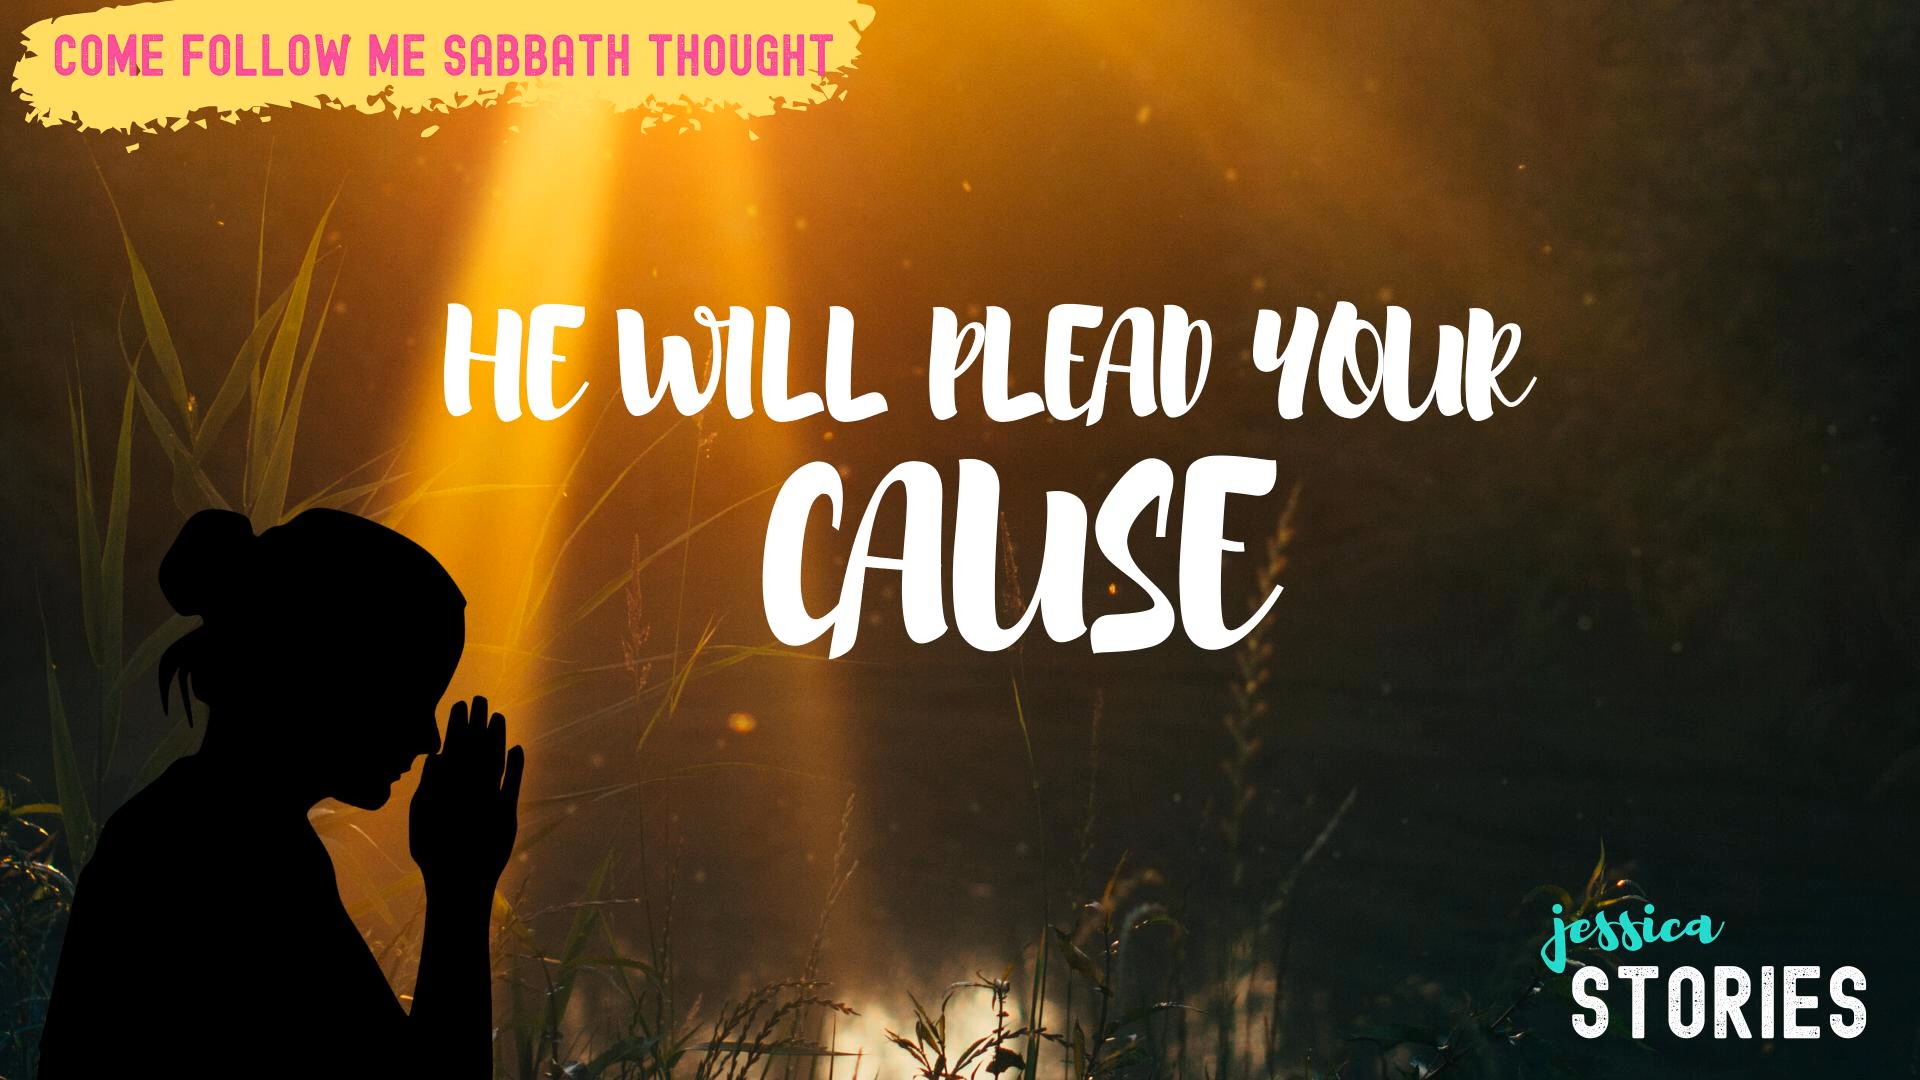 COME FOLLOW ME SABBATH THOUGHT
HE WILL PLEAD YOUR
CAUSE
jessica
STORIES